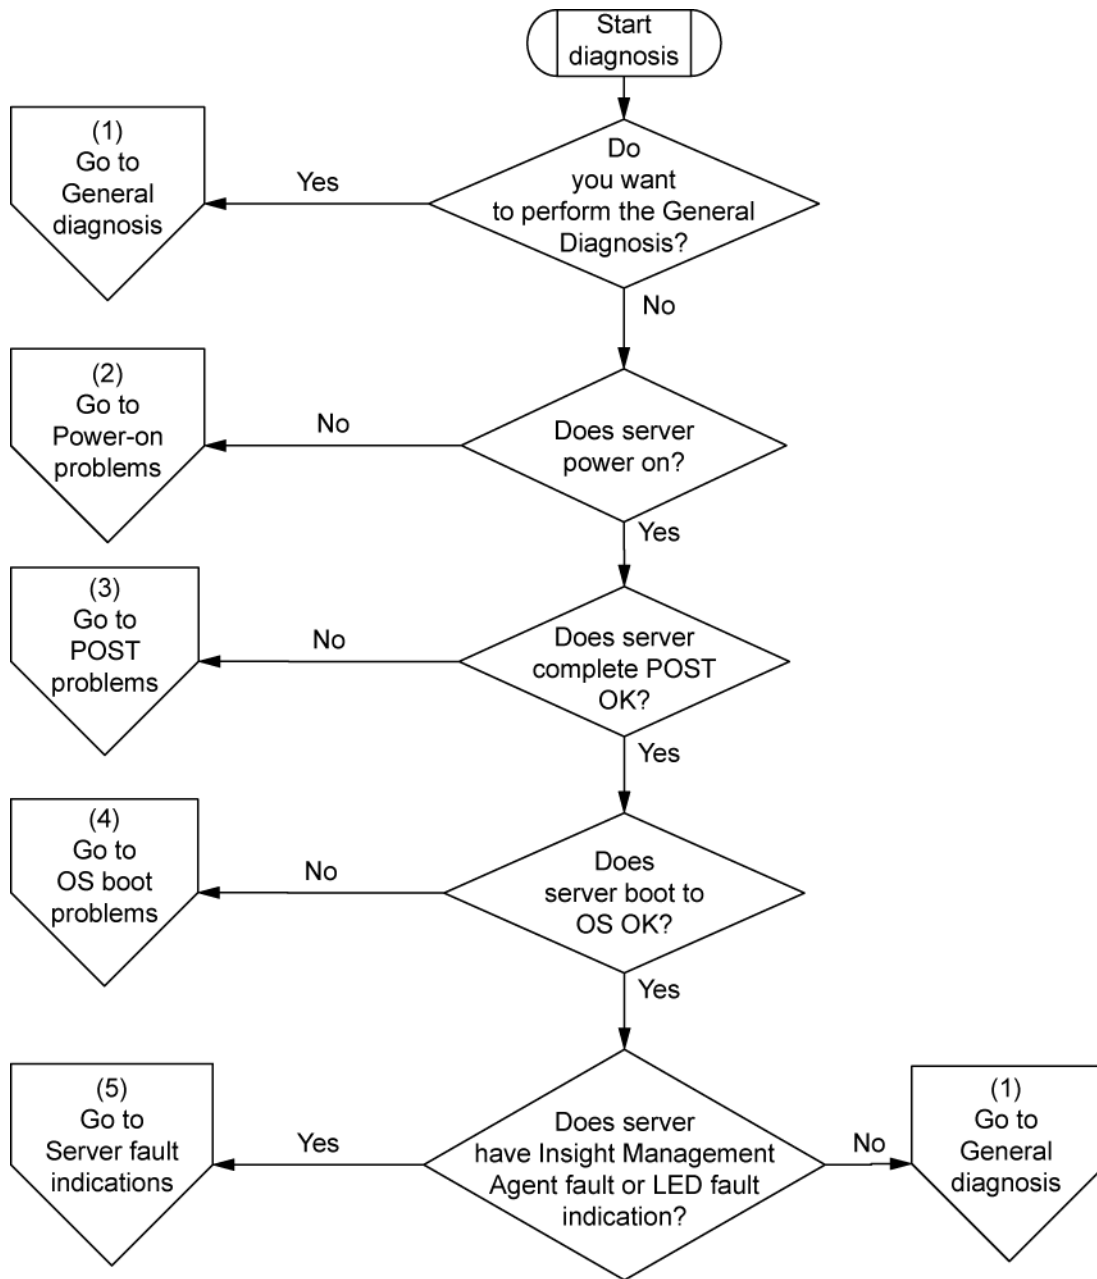 Start
diagnosis
Do
you want
to perform the General
Diagnosis?
Yes
(1)
Go to
General
diagnosis
No
Does server
power on?
No
(2)
Go to
Power-on
problems
Yes
Does server
complete POST
OK?
No
(3)
Go to
POST
problems
Yes
Does
server boot to
OS OK?
No
(4)
Go to
OS boot
problems
Yes
Does server
have Insight Management
Agent fault or LED fault
indication?
Yes
(5)
Go to
Server fault
indications
No
(1)
Go to
General
diagnosis